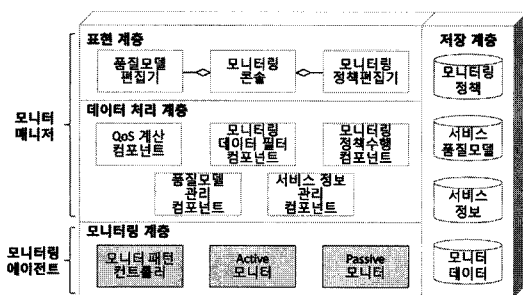 표현 계층
저장 계층
품질모델
편집기
모니터링
콘솔
모니터링
정책편집기
모니터링
정책
모니터
매니저
데이터 처리 계층
QoS 계산
컴포넌트
모니터링
데이터 필터
컴포넌트
모니터링
정책수행
컴포넌트
서비스
품질모델
품질모델
관리
컴포넌트
서비스 정보
관리
컴포넌트
서비스
정보
모니터링 계층
모니터링
에이전트
모니터 패턴
컨트롤러
Active
모니터
Passive
모니터
모니터
데이터